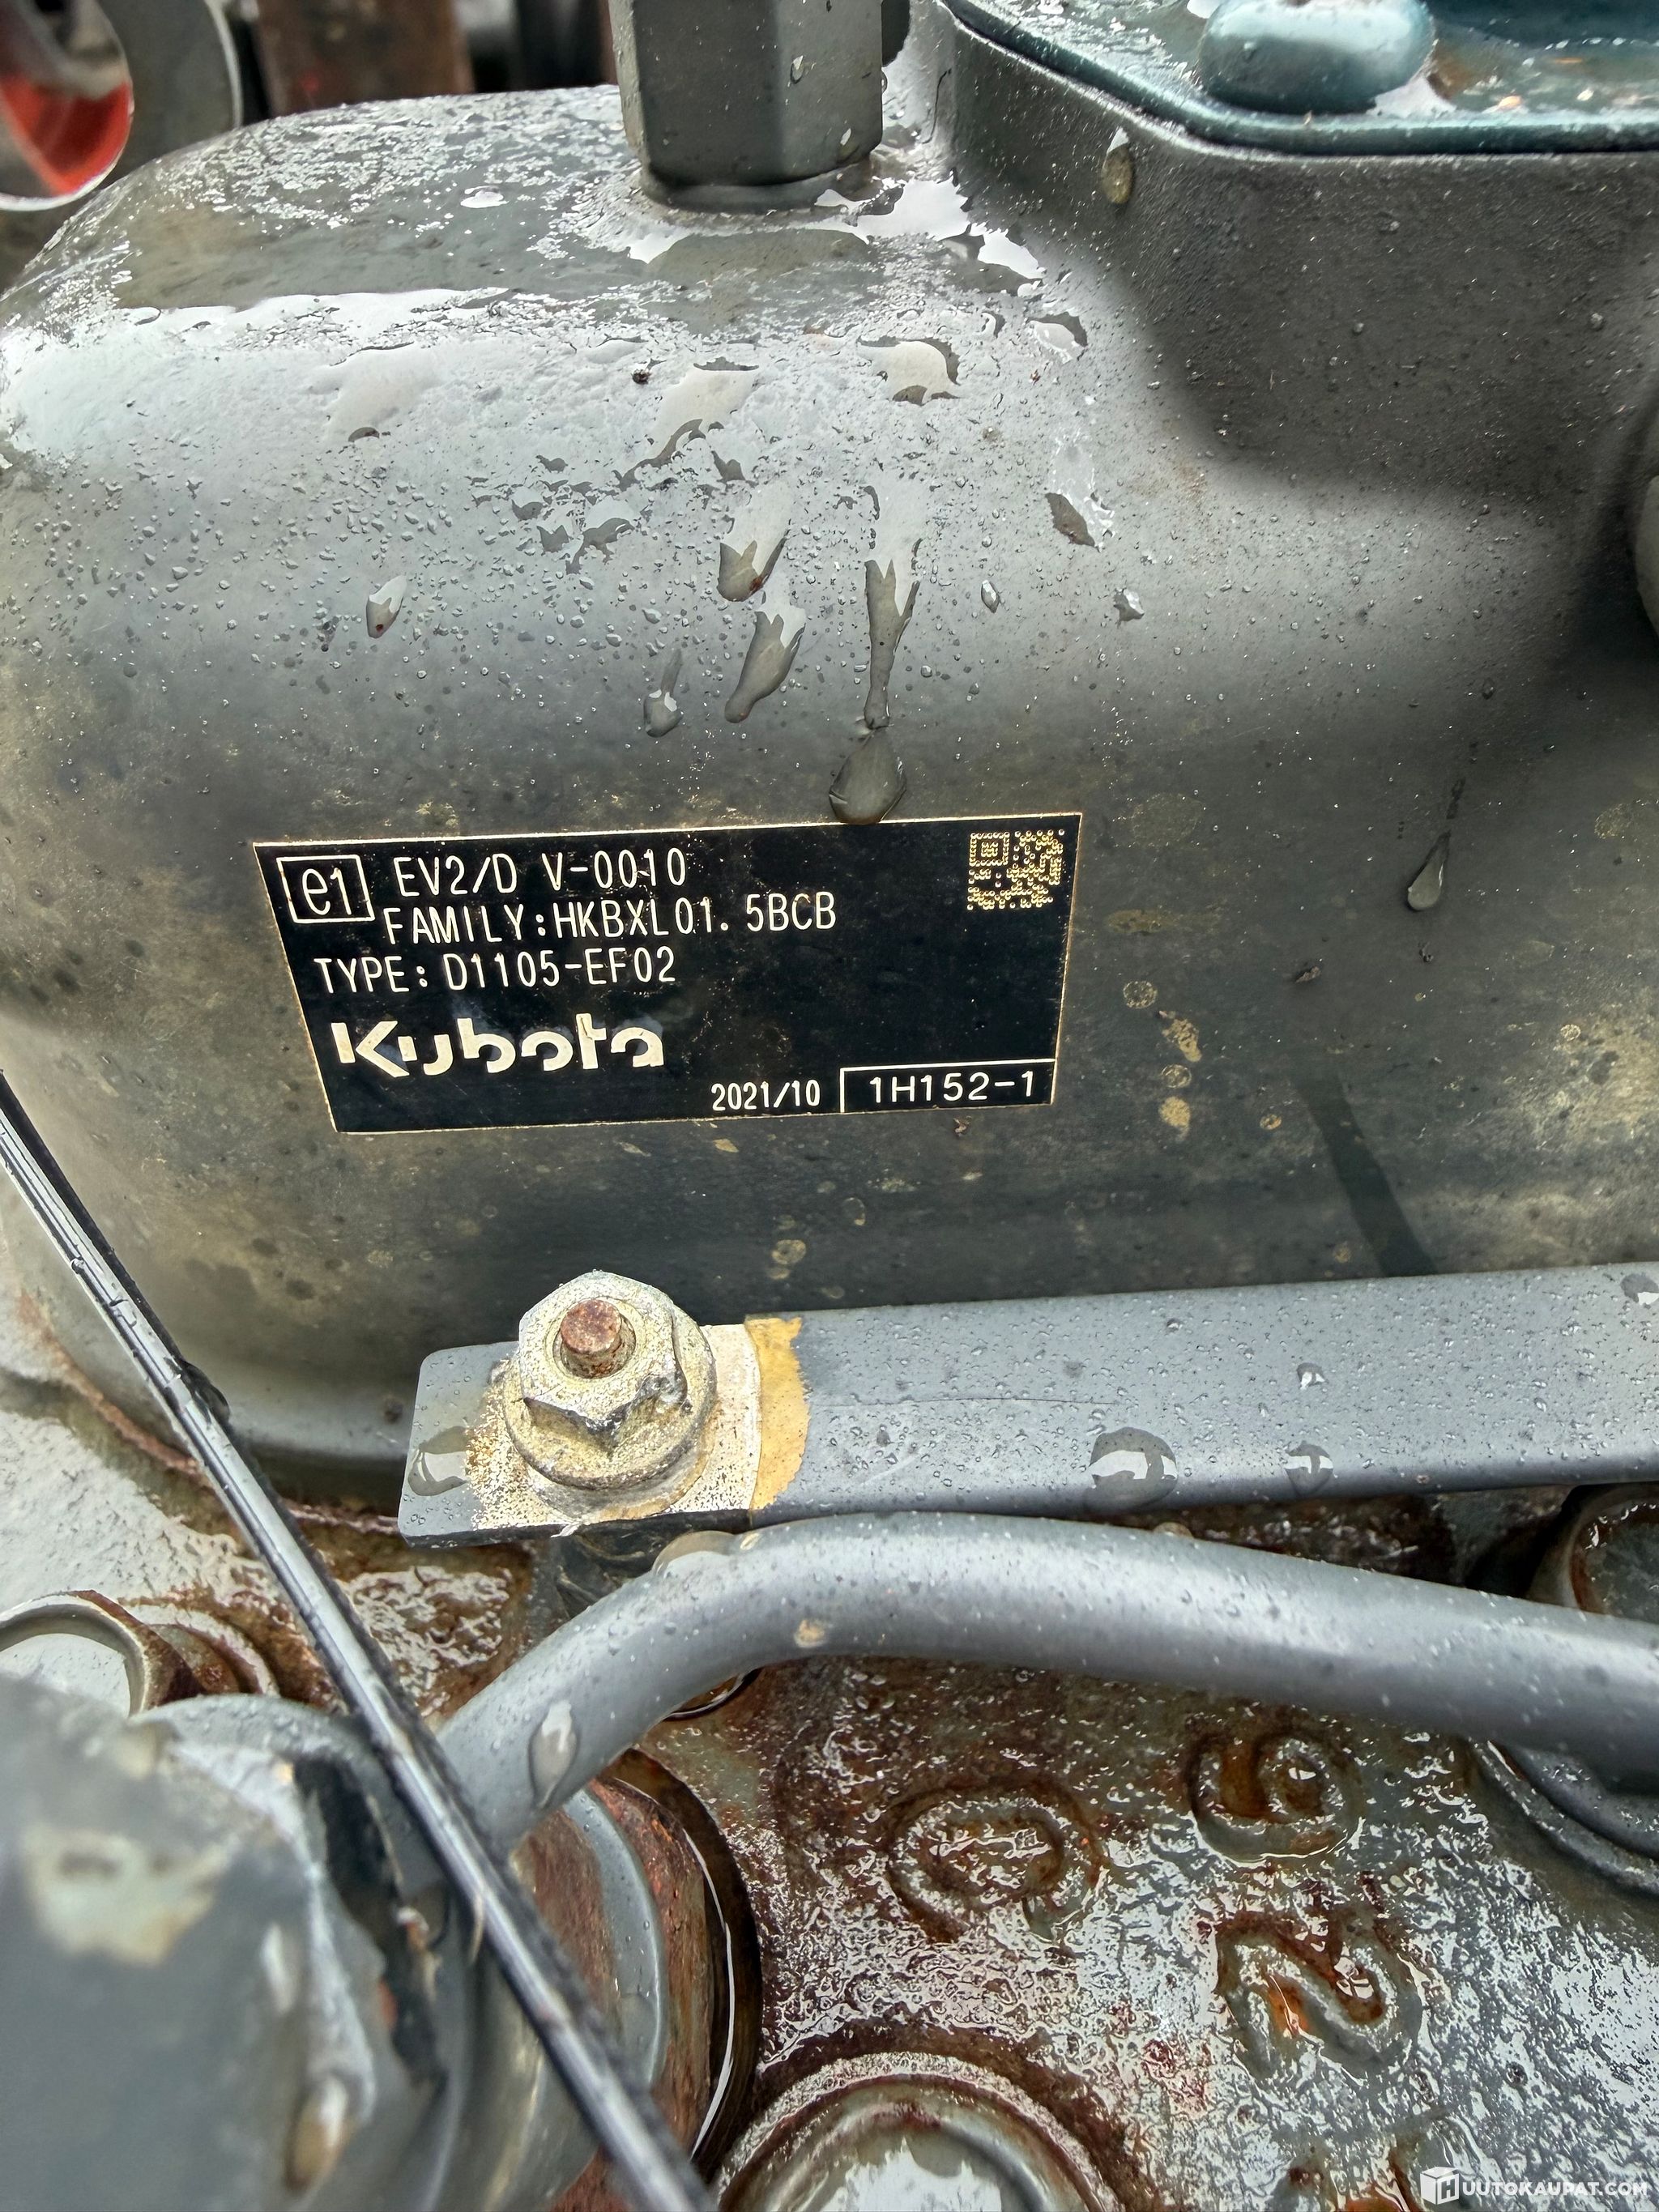 e1 EV2/D V-0010
FAMILY:HKBXL01.5BCB
TYPE: D1105-EF02
Kubota
2021/10 1H152-1
HUUTOKAUPAT.COM